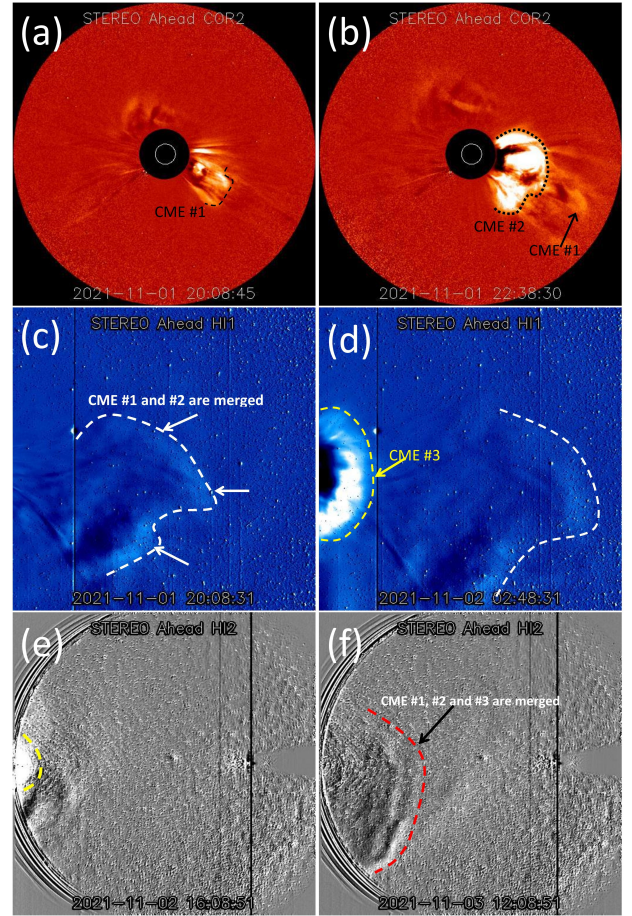 (a)
STEREO Ahead COR2
CME #1
2021-11-01 20:08:45
(b)
STEREO Ahead COR2
CME #2
CME #1
2021-11-01 22:38:30
(c)
STEREO Ahead HI1
CME #1 and #2 are merged
2021-11-01 20:08:31
(d)
STEREO Ahead HI1
CME #3
2021-11-02 02:48:31
(e)
STEREO Ahead HI2
2021-11-02 16:08:51
(f)
STEREO Ahead HI2
CME #1, #2 and #3 are merged
2021-11-03 12:08:51